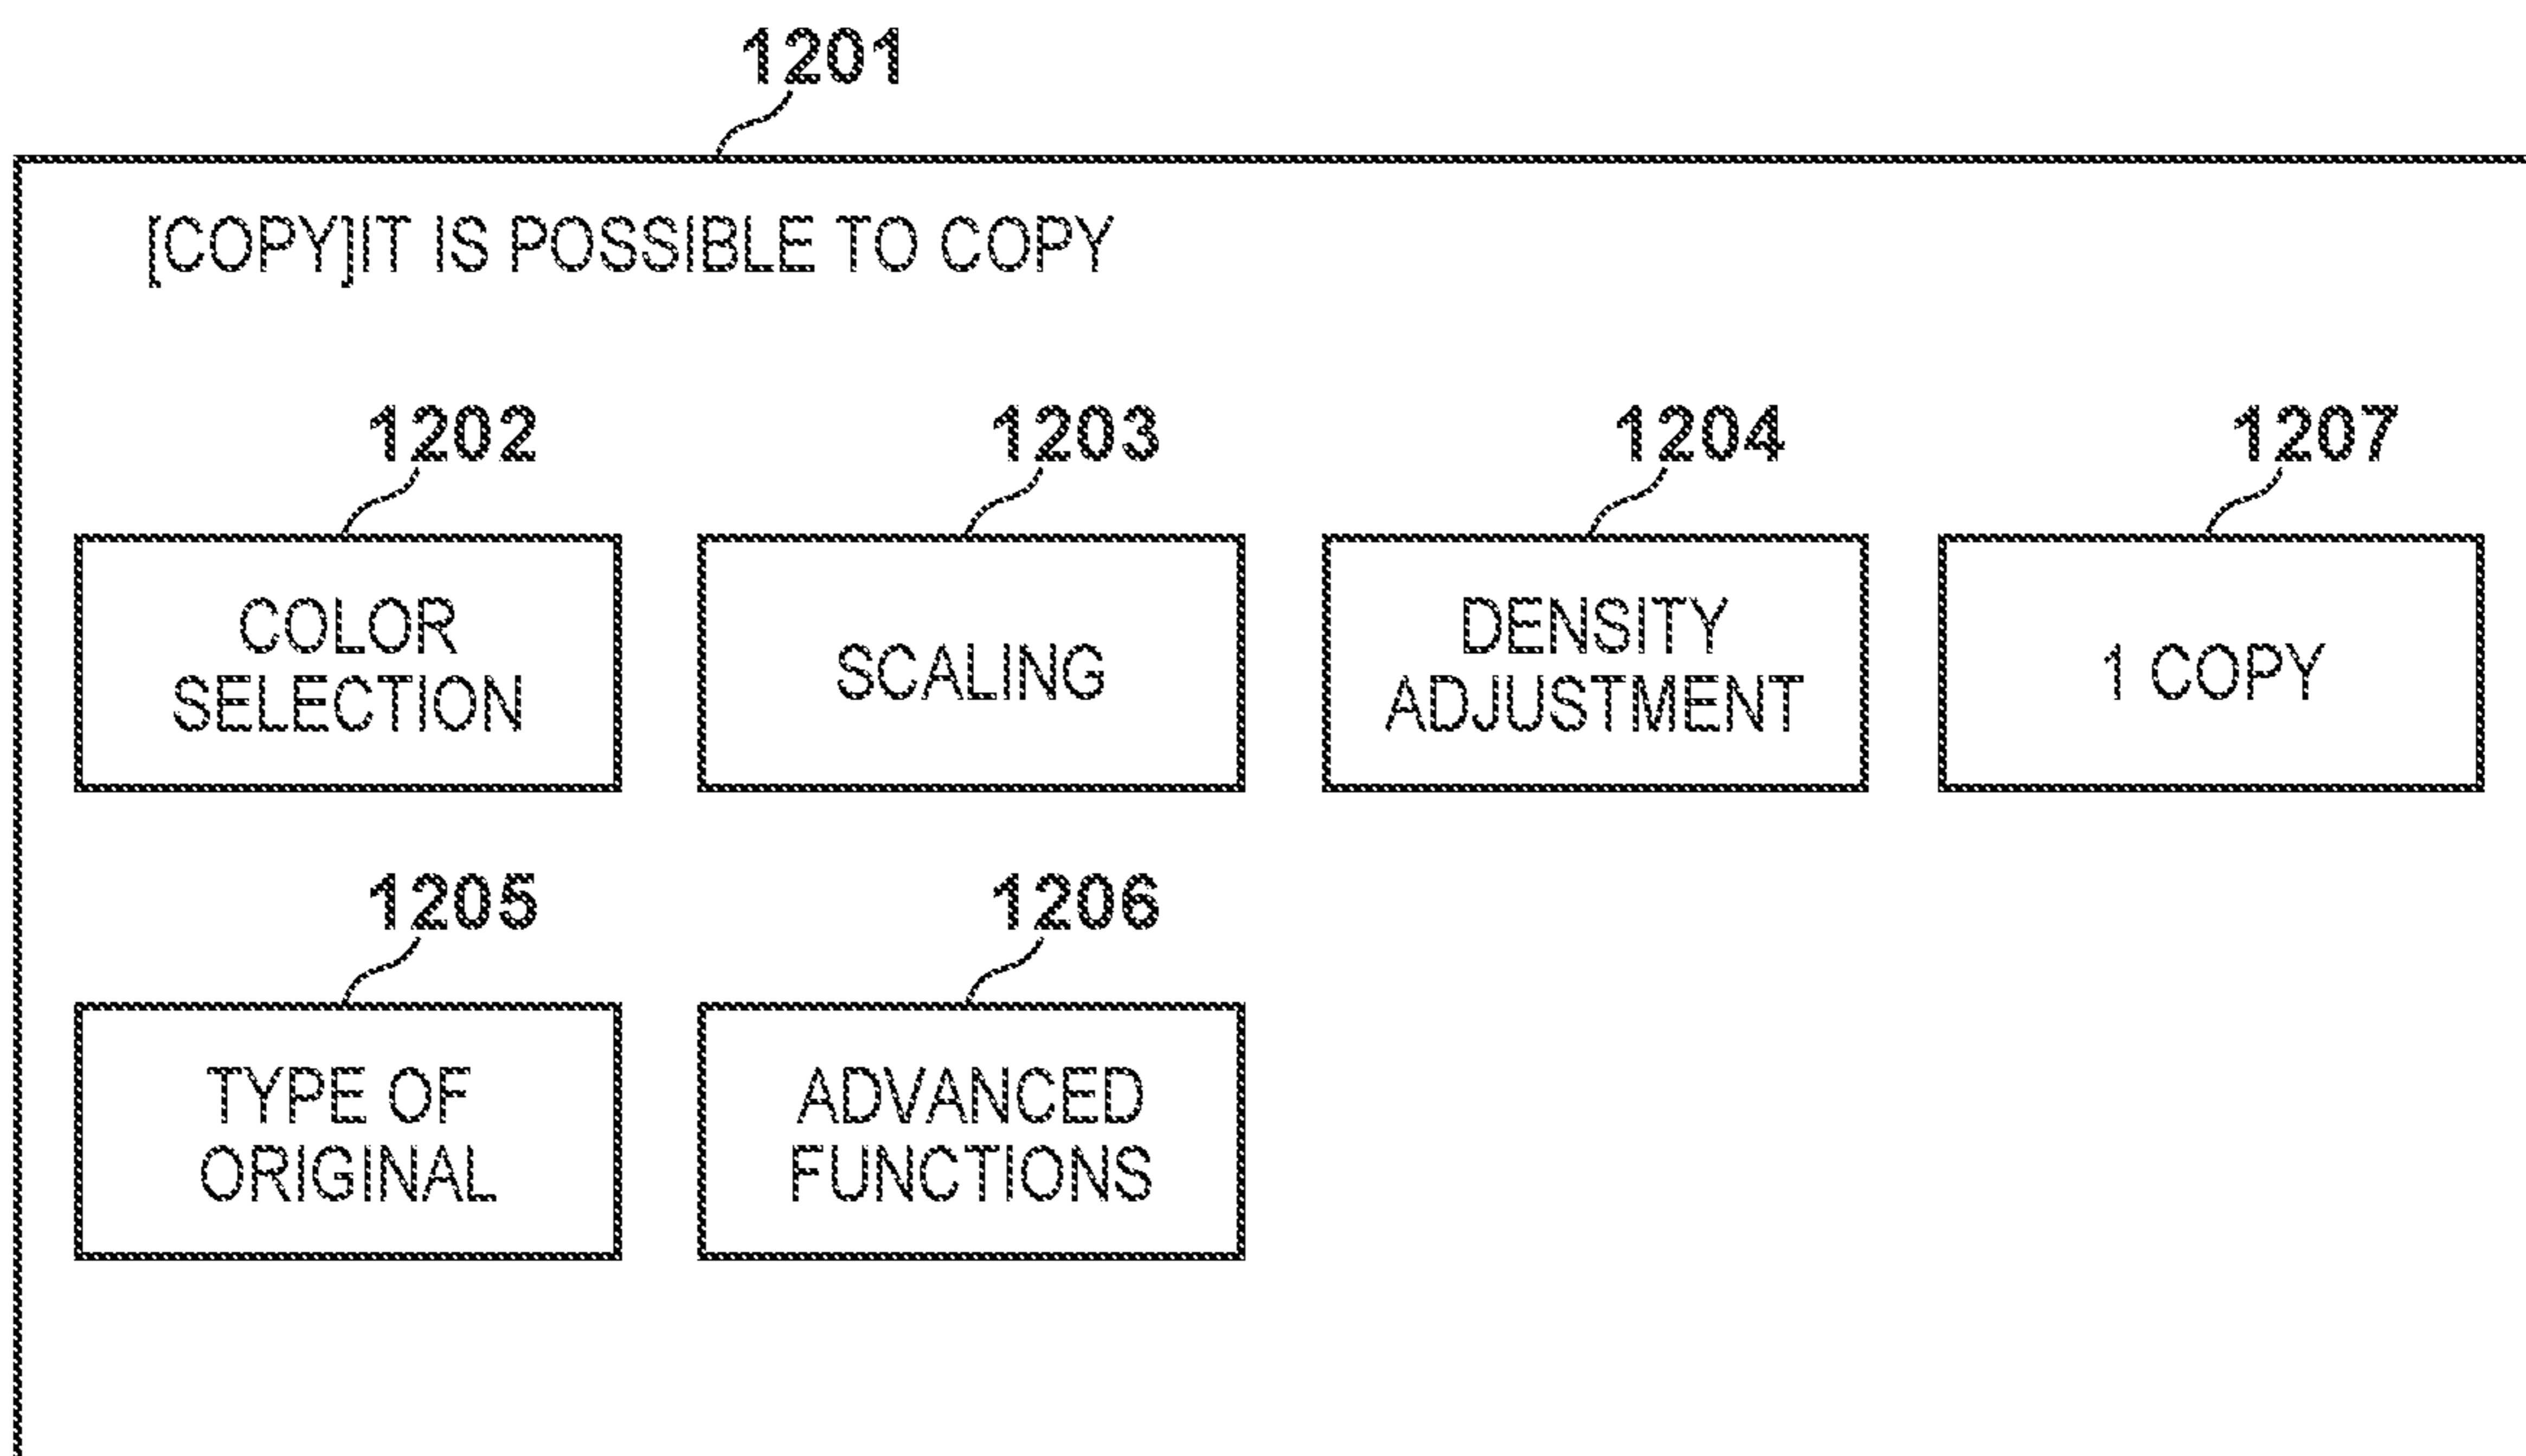 1201
[COPY]IT IS POSSIBLE TO COPY
1202
1203
1204
1207
COLOR
SELECTION
SCALING
DENSITY
ADJUSTMENT
1 COPY
1205
1206
TYPE OF
ORIGINAL
ADVANCED
FUNCTIONS